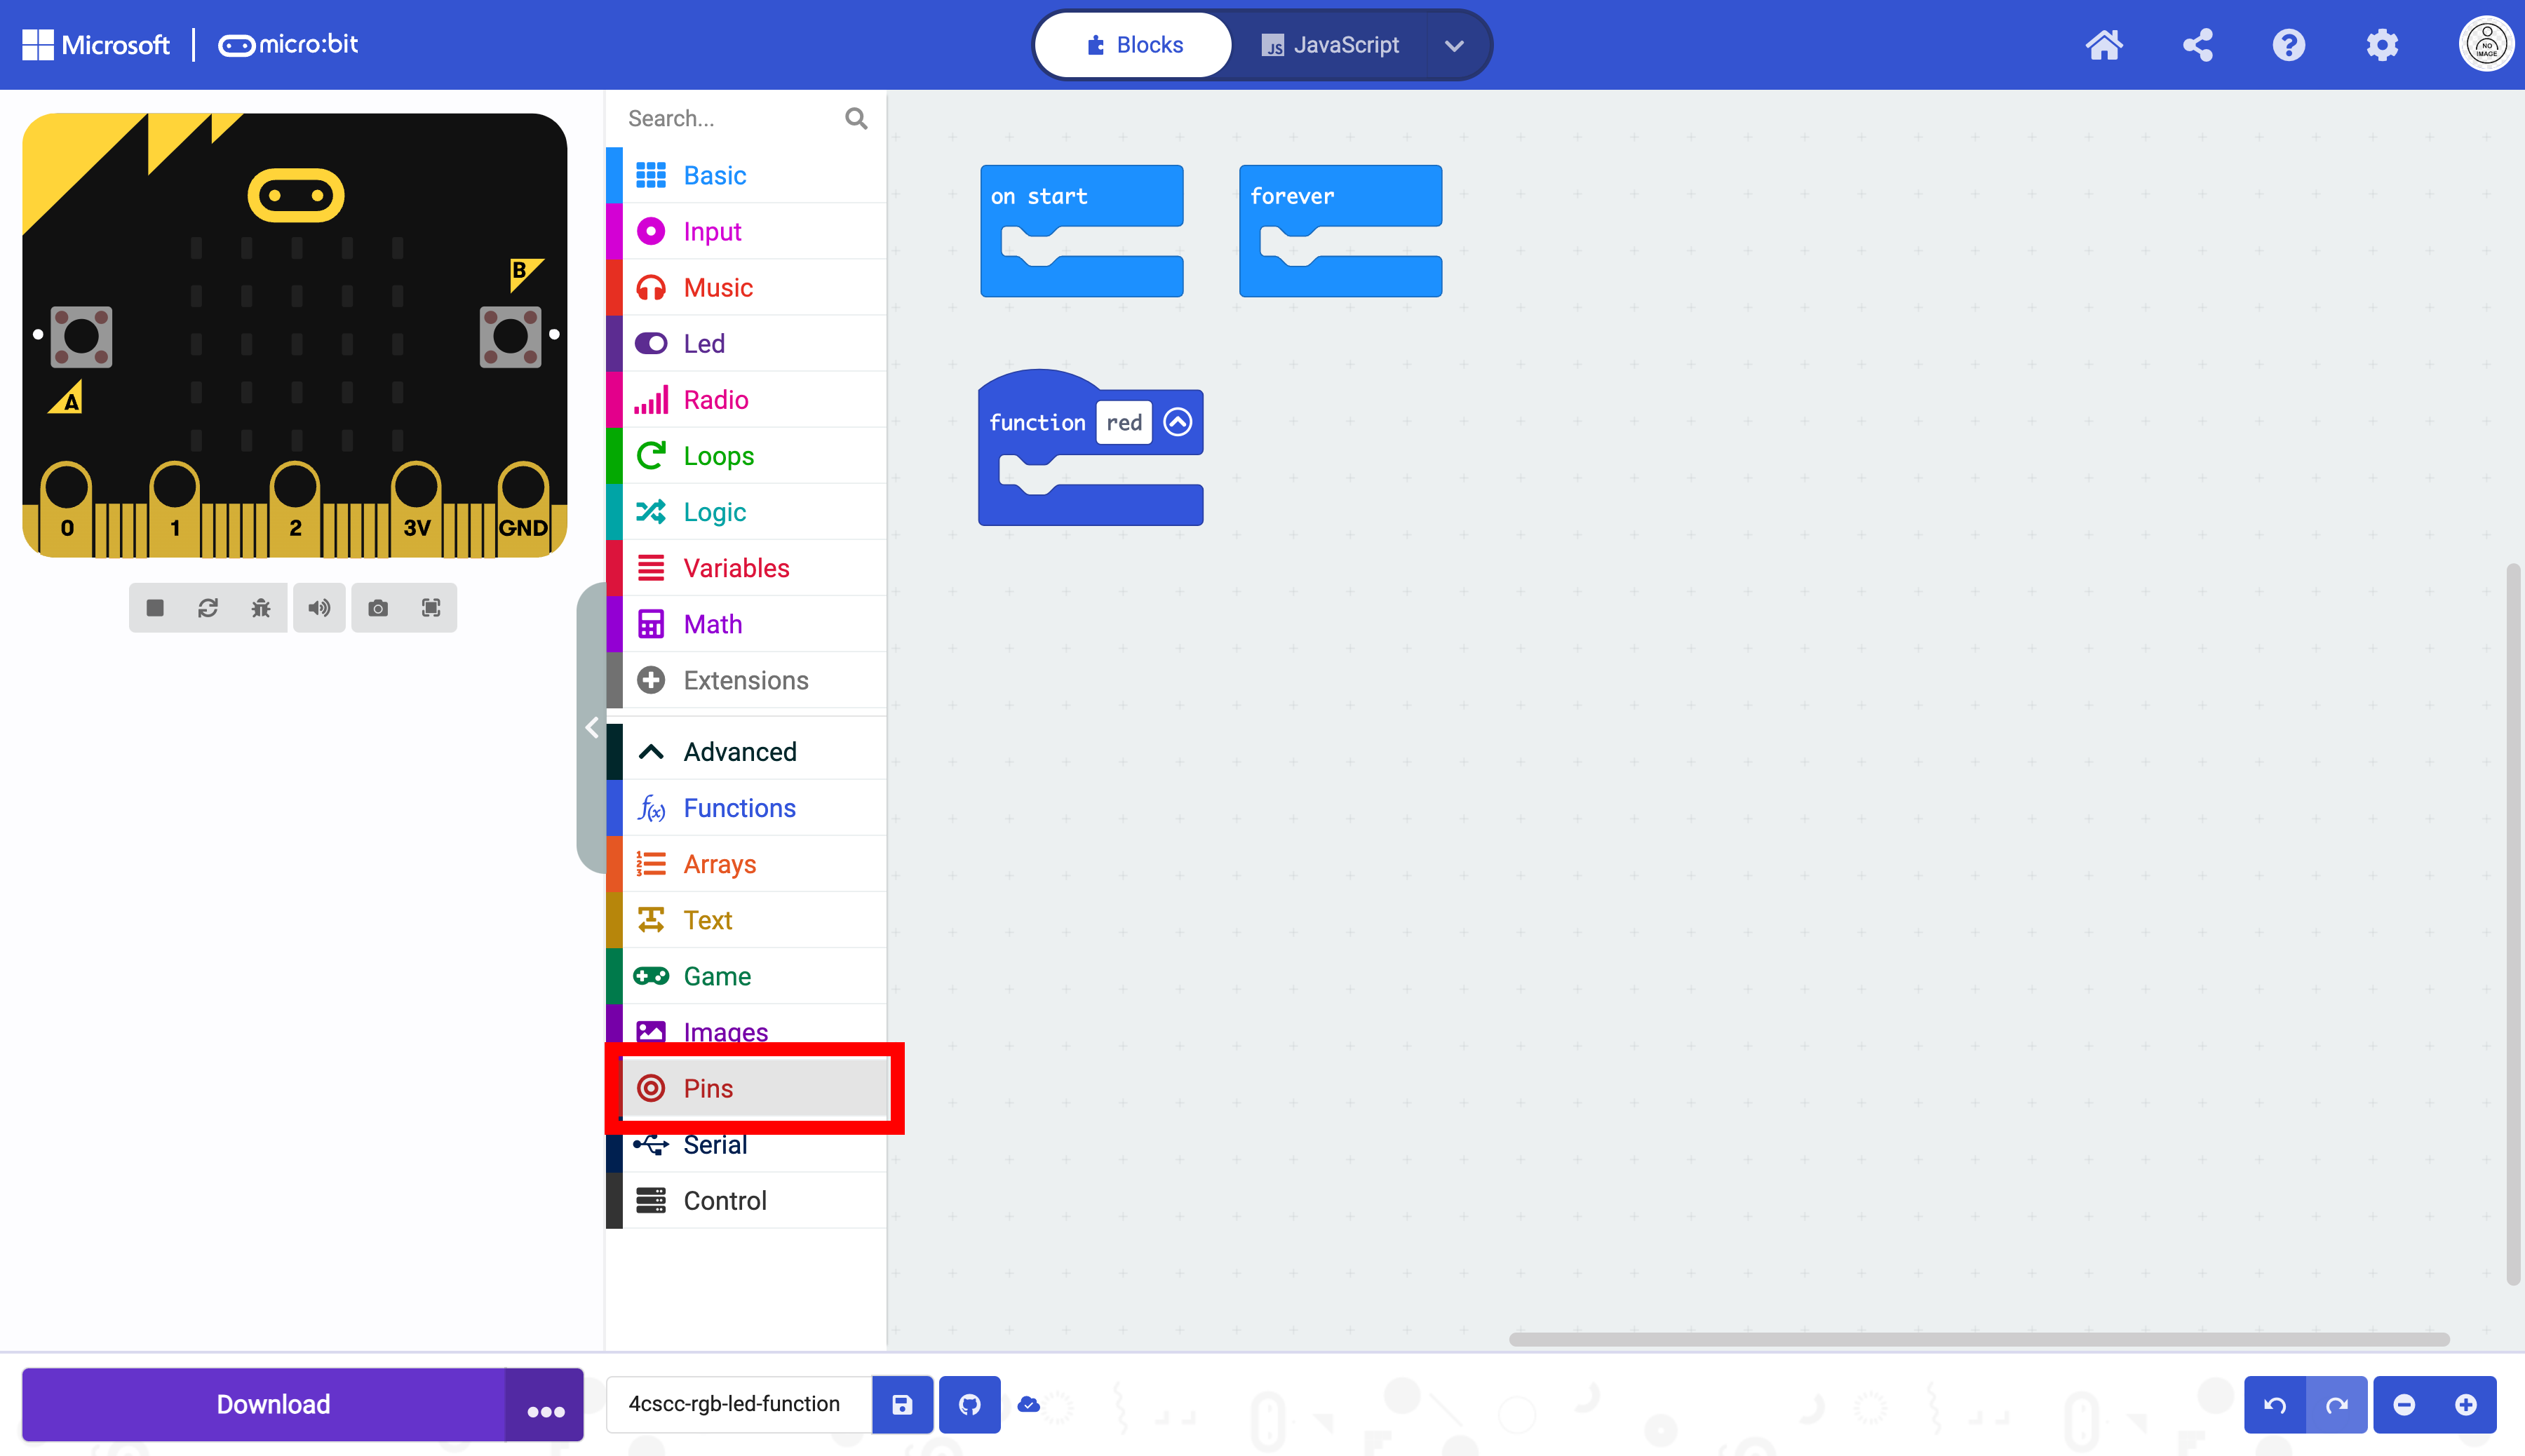 Microsoft
micro:bit
Blocks
JavaScript
NO
IMAGE
B
A
0 1 2 3V GND
Search...
Basic
Input
Music
Led
Radio
Loops
Logic
Variables
Math
Extensions
Advanced
Functions
Arrays
Text
Game
Images
Pins
Serial
Control
on start
forever
function red
Download
4cscc-rgb-led-function